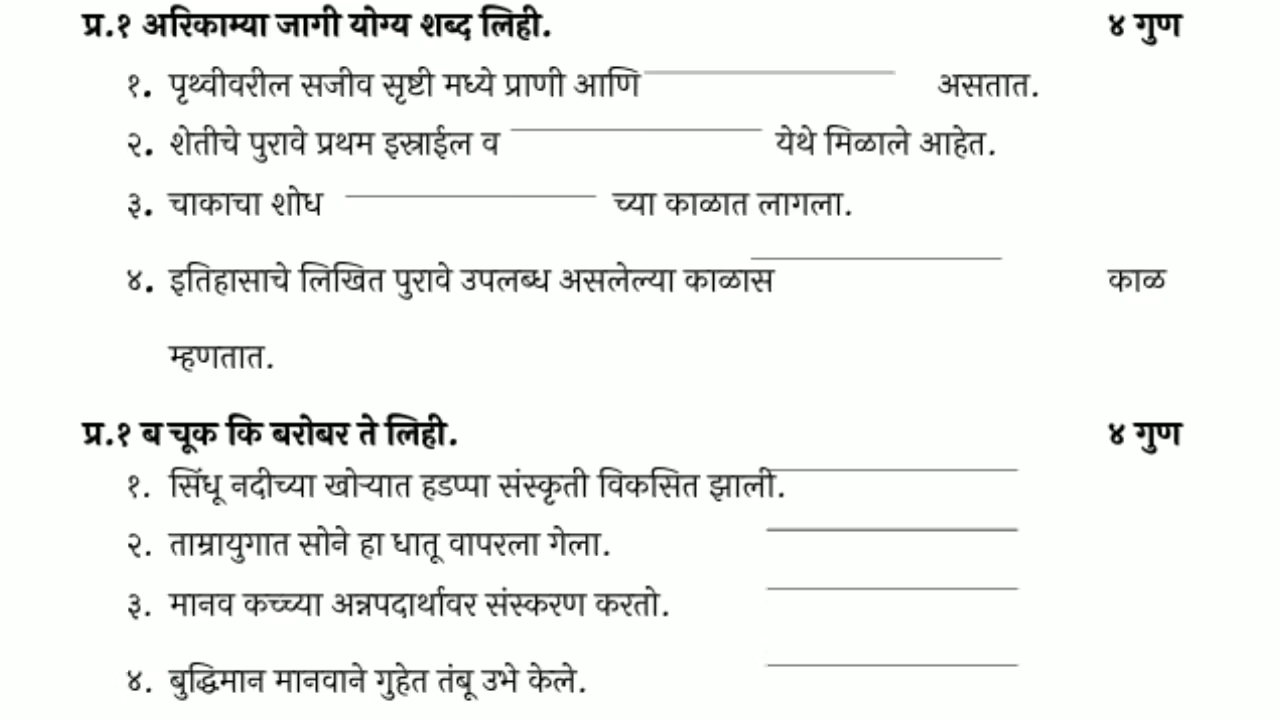 प्र.१ अरिकाम्या जागी योग्य शब्द लिही. ४ गुण
१. पृथ्वीवरील सजीव सृष्टी मध्ये प्राणी आणि असतात.
२. शेतीचे पुरावे प्रथम इस्राईल व येथे मिळाले आहेत.
३. चाकाचा शोध च्या काळात लागला.
४. इतिहासाचे लिखित पुरावे उपलब्ध असलेल्या काळास काळ
म्हणतात.
प्र.१ ब चूक कि बरोबर ते लिही. ४ गुण
१. सिंधू नदीच्या खोऱ्यात हडप्पा संस्कृती विकसित झाली.
२. ताम्रायुगात सोने हा धातू वापरला गेला.
३. मानव कच्च्या अन्नपदार्थावर संस्करण करतो.
४. बुद्धिमान मानवाने गुहेत तंबू उभे केले.